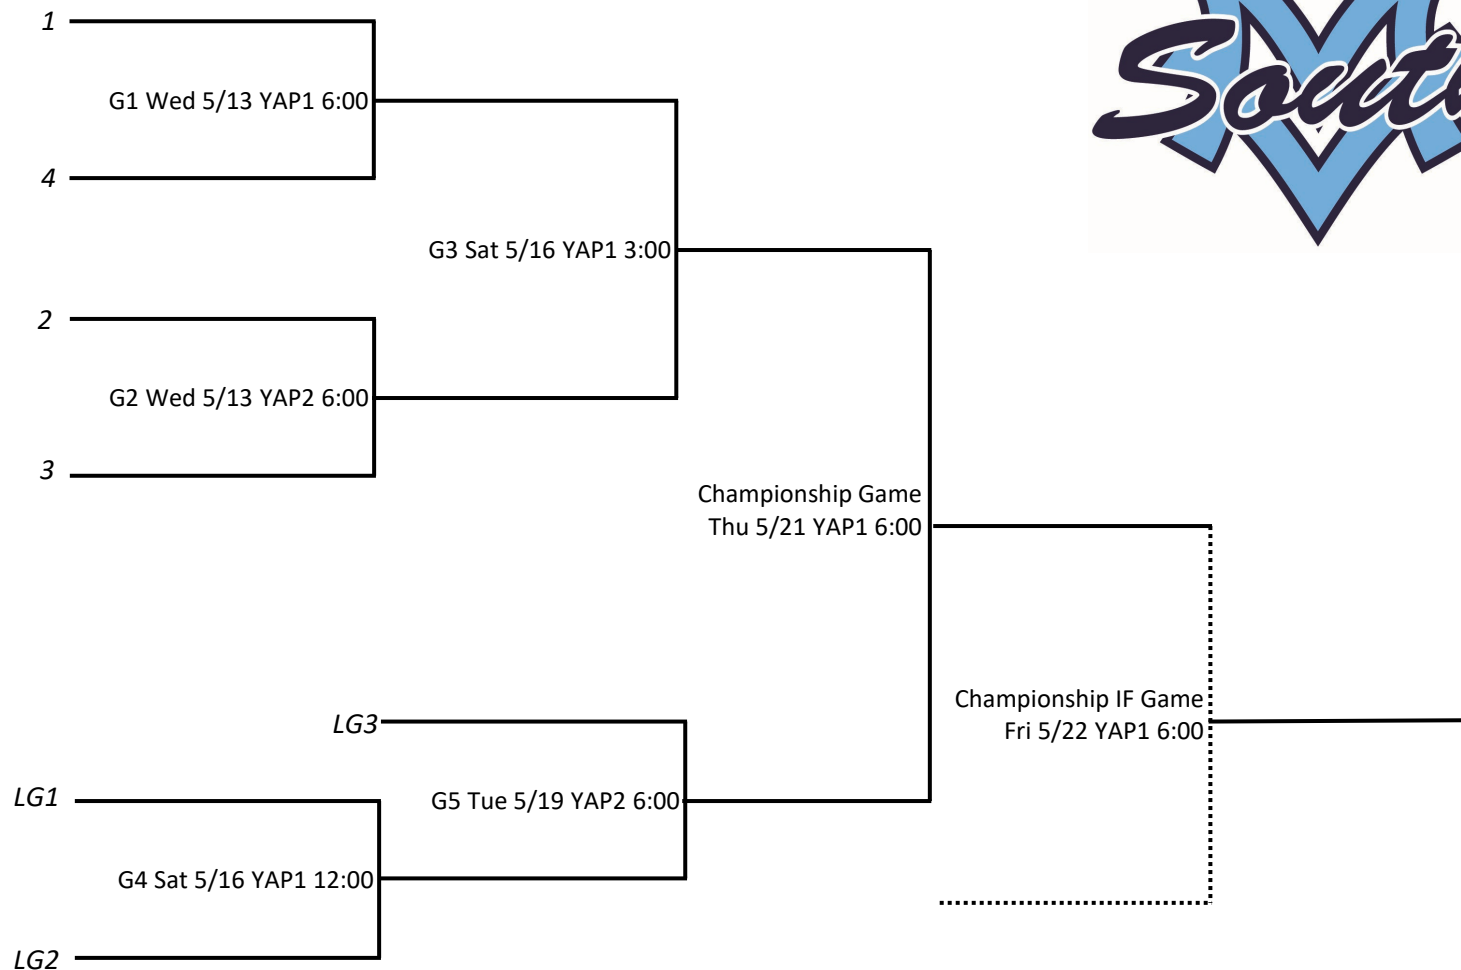 1
G1 Wed 5/13 YAP1 6:00
4
G3 Sat 5/16 YAP1 3:00
2
G2 Wed 5/13 YAP2 6:00
3
Championship Game
Thu 5/21 YAP1 6:00
LG3
Championship IF Game
Fri 5/22 YAP1 6:00
LG1
G5 Tue 5/19 YAP2 6:00
G4 Sat 5/16 YAP1 12:00
LG2